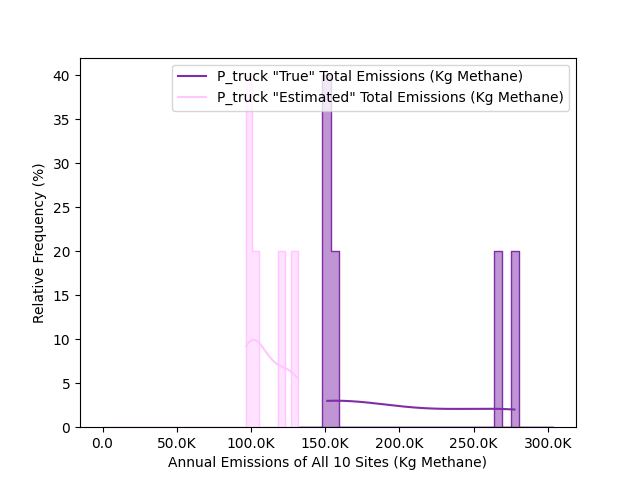 P_truck "True" Total Emissions (Kg Methane)
P_truck "Estimated" Total Emissions (Kg Methane)
Relative Frequency (%)
40
35
30
25
20
15
10
5
0
0.0
50.0K
100.0K
150.0K
200.0K
250.0K
300.0K
Annual Emissions of All 10 Sites (Kg Methane)